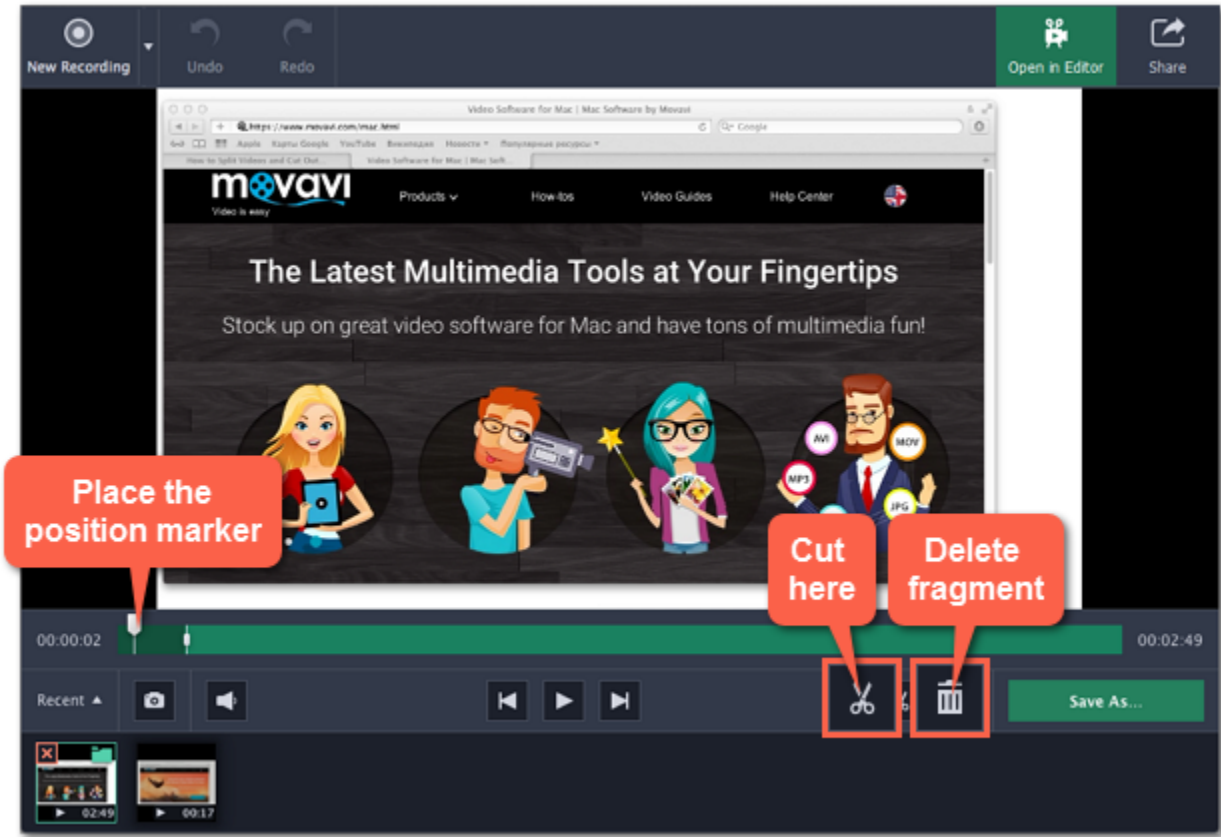 New Recording
Undo
Redo
Open in Editor
Share
Video Software for Mac | Mac Software by Movavi
https://www.movavi.com/mac.html
Google
Apple Карты Google YouTube Википедия Новости Популярные ресурсы
How to Split Videos and Cut Out...
Video Software for Mac | Mac Soft...
movavi
Video is easy
Products
How-tos
Video Guides
Help Center
The Latest Multimedia Tools at Your Fingertips
Stock up on great video software for Mac and have tons of multimedia fun!
AVI
MOV
MP3
JPG
Place the
position marker
Cut
here
Delete
fragment
00:00:02
00:02:49
Recent
Save As...
02:49
00:17